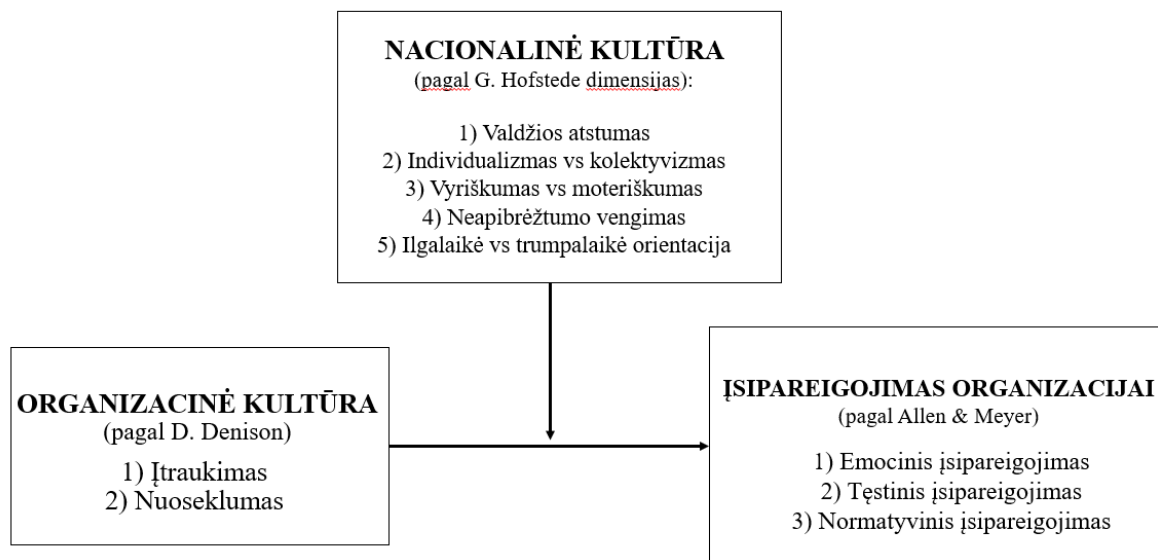 NACIONALINĖ KULTŪRA
(pagal G. Hofstede dimensijas):
1) Valdžios atstumas
2) Individualizmas vs kolektyvizmas
3) Vyriškumas vs moteriškumas
4) Neapibrėžtumo vengimas
5) Ilgalaikė vs trumpalaikė orientacija
ORGANIZACINĖ KULTŪRA
(pagal D. Denison)
1) Įtraukimas
2) Nuoseklumas
ĮSIPAREIGOJIMAS ORGANIZACIJAI
(pagal Allen & Meyer)
1) Emocinis įsipareigojimas
2) Tęstinis įsipareigojimas
3) Normatyvinis įsipareigojimas